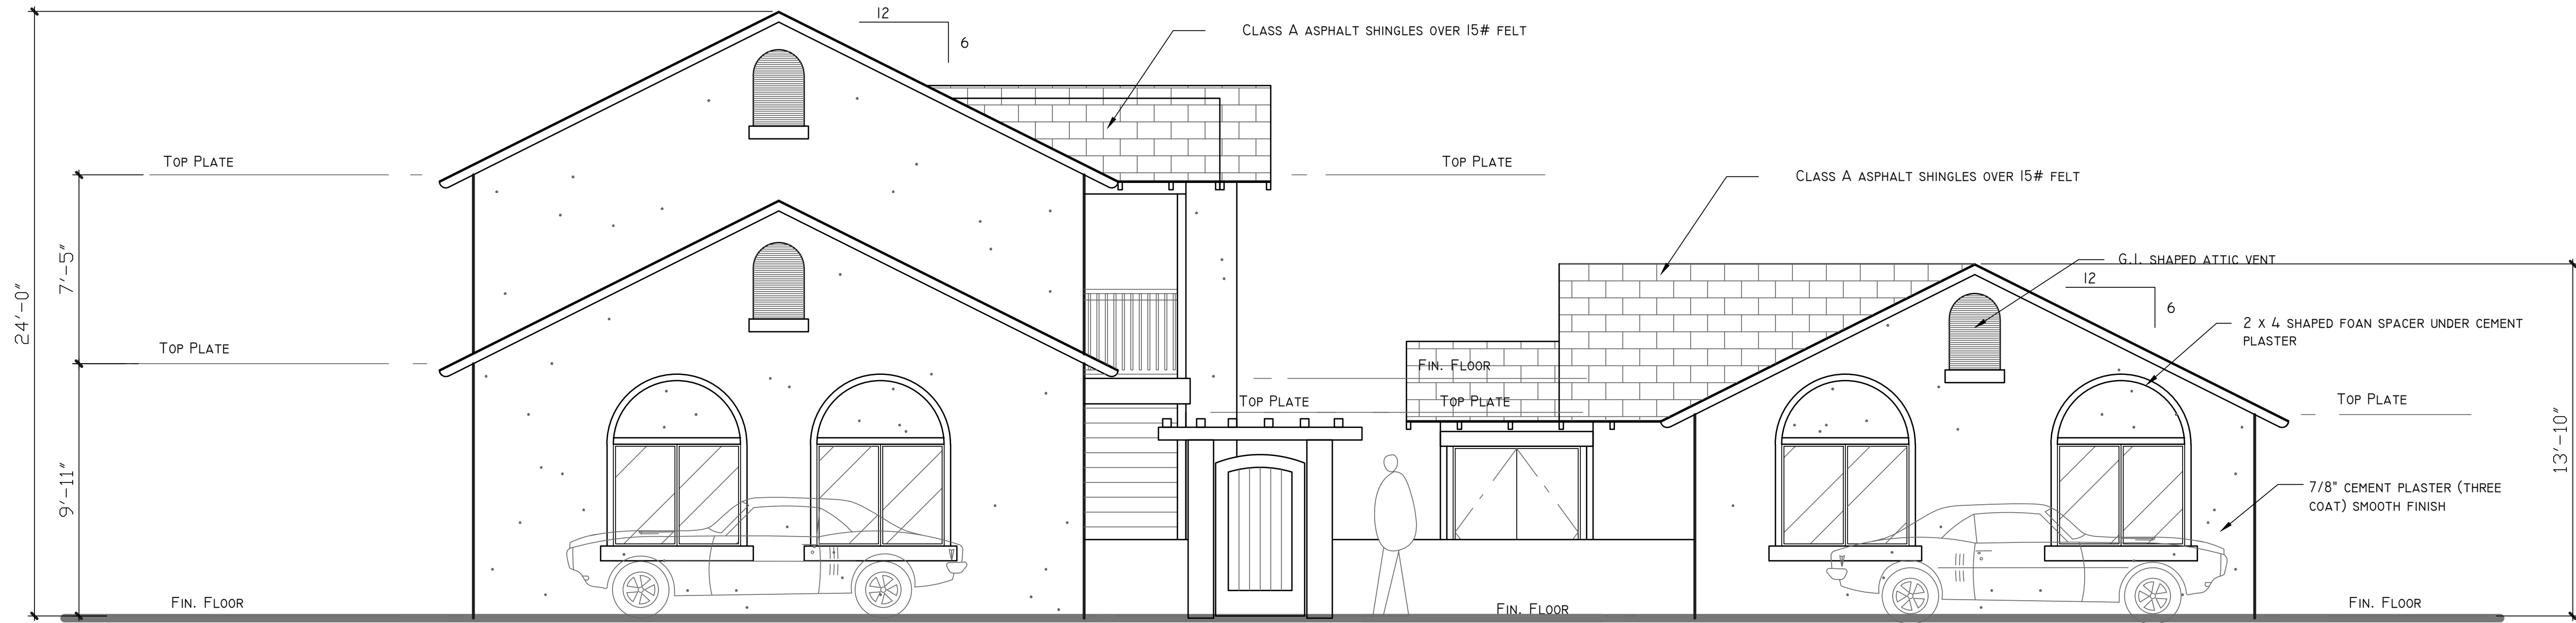 12
6
CLASS A ASPHALT SHINGLES OVER 15# FELT
TOP PLATE
TOP PLATE
CLASS A ASPHALT SHINGLES OVER 15# FELT
7'-5"
24'-0"
G.I. SHAPED ATTIC VENT
12
6
2 X 4 SHAPED FOAN SPACER UNDER CEMENT
PLASTER
TOP PLATE
FIN. FLOOR
TOP PLATE
TOP PLATE
TOP PLATE
13'-10"
9'-11"
7/8" CEMENT PLASTER (THREE
COAT) SMOOTH FINISH
FIN. FLOOR
FIN. FLOOR
FIN. FLOOR